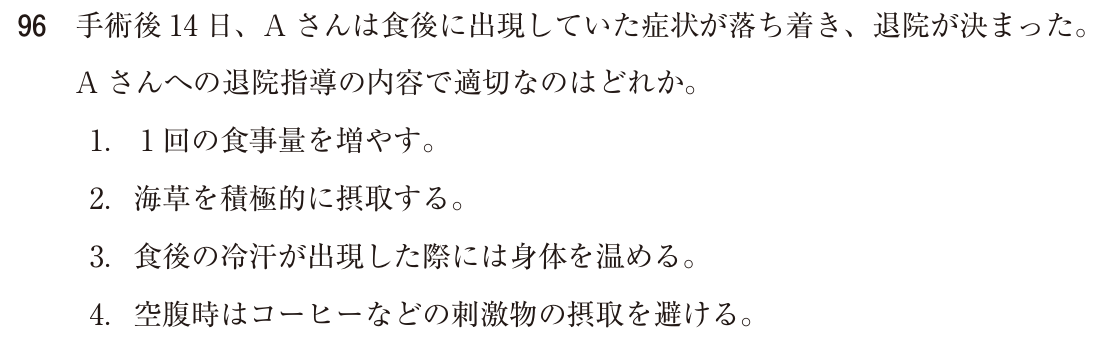 96 手術後 14 日、A さんは食後に出現していた症状が落ち着き、退院が決まった。
A さんへの退院指導の内容で適切なのはどれか。
1. 1 回の食事量を増やす。
2. 海草を積極的に摂取する。
3. 食後の冷汗が出現した際には身体を温める。
4. 空腹時はコーヒーなどの刺激物の摂取を避ける。